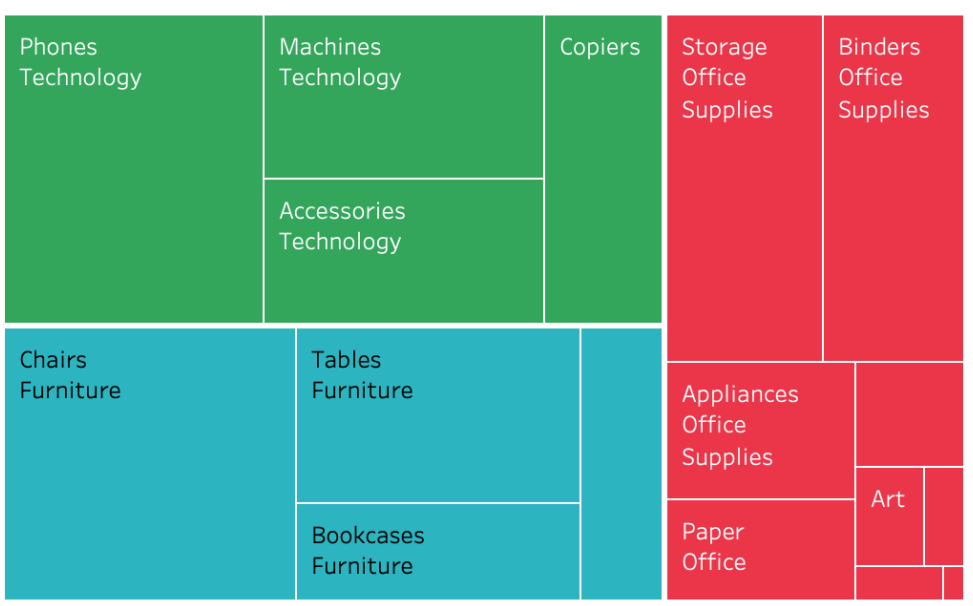 Phones
Technology
Machines
Technology
Accessories
Technology
Copiers
Chairs
Furniture
Tables
Furniture
Bookcases
Furniture
Storage
Office
Supplies
Binders
Office
Supplies
Appliances
Office
Supplies
Paper
Office
Art